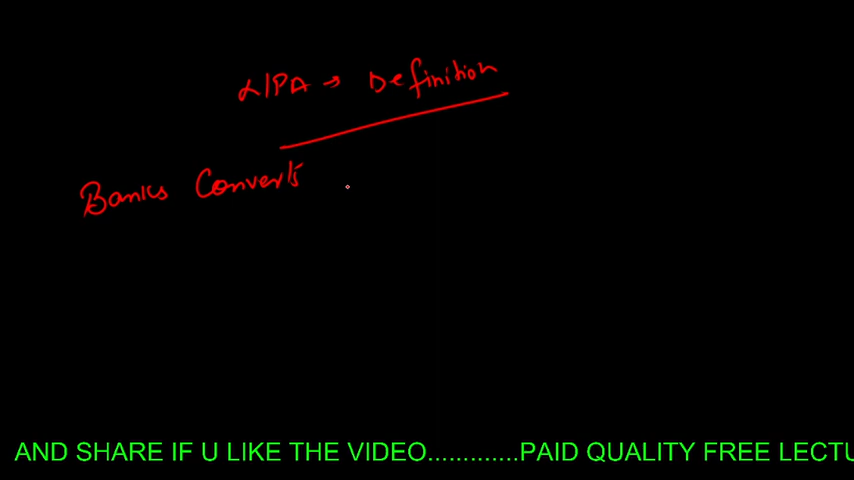 NPA → Definition
Banks Converts
AND SHARE IF U LIKE THE VIDEO.............PAID QUALITY FREE LECTU